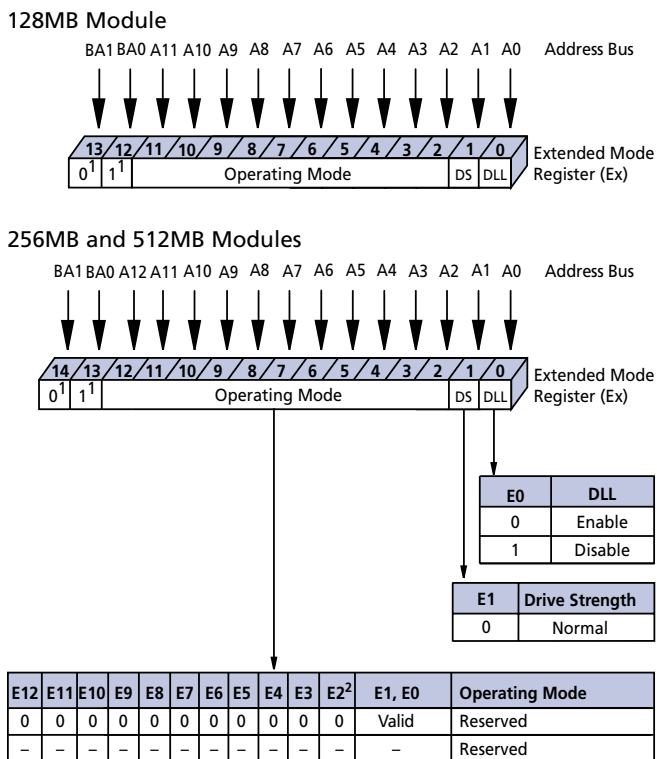 128MB Module
BA1 BA0 A11 A10 A9 A8 A7 A6 A5 A4 A3 A2 A1 A0 Address Bus
13 12 11 10 9 8 7 6 5 4 3 2 1 0 Extended Mode
0¹ 1¹ Operating Mode DS DLL Register (Ex)
256MB and 512MB Modules
BA1 BA0 A12 A11 A10 A9 A8 A7 A6 A5 A4 A3 A2 A1 A0 Address Bus
14 13 12 11 10 9 8 7 6 5 4 3 2 1 0 Extended Mode
0¹ 1¹ Operating Mode DS DLL Register (Ex)
E0 DLL
0 Enable
1 Disable
E1 Drive Strength
0 Normal
E12 E11 E10 E9 E8 E7 E6 E5 E4 E3 E2² E1, E0 Operating Mode
0 0 0 0 0 0 0 0 0 0 0 Valid Reserved
– – – – – – – – – – – – Reserved